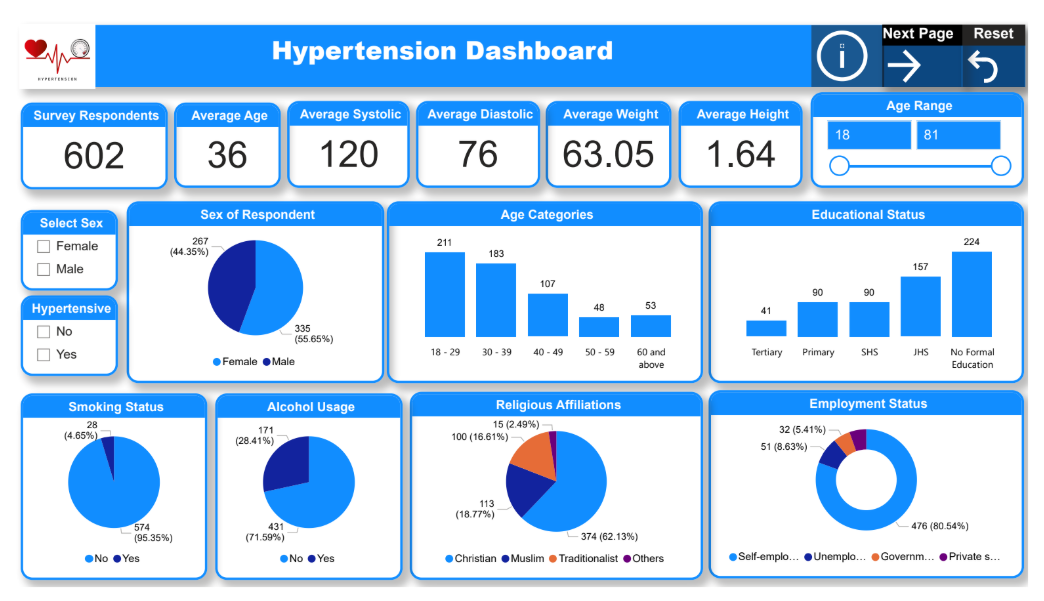 HYPERTENSION
Hypertension Dashboard
i
Next Page
Reset
Survey Respondents
602
Average Age
36
Average Systolic
120
Average Diastolic
76
Average Weight
63.05
Average Height
1.64
Age Range
18
81
Select Sex
Female
Male
Hypertensive
No
Yes
Sex of Respondent
267
(44.35%)
335
(55.65%)
Female Male
Age Categories
211
183
107
48
53
18 - 29
30 - 39
40 - 49
50 - 59
60 and
above
Educational Status
41
90
90
157
224
Tertiary
Primary
SHS
JHS
No Formal
Education
Smoking Status
28
(4.65%)
574
(95.35%)
No Yes
Alcohol Usage
171
(28.41%)
431
(71.59%)
No Yes
Religious Affiliations
15 (2.49%)
100 (16.61%)
113
(18.77%)
374 (62.13%)
Christian Muslim Traditionalist Others
Employment Status
32 (5.41%)
51 (8.63%)
476 (80.54%)
Self-emplo... Unemplo... Governm... Private s...